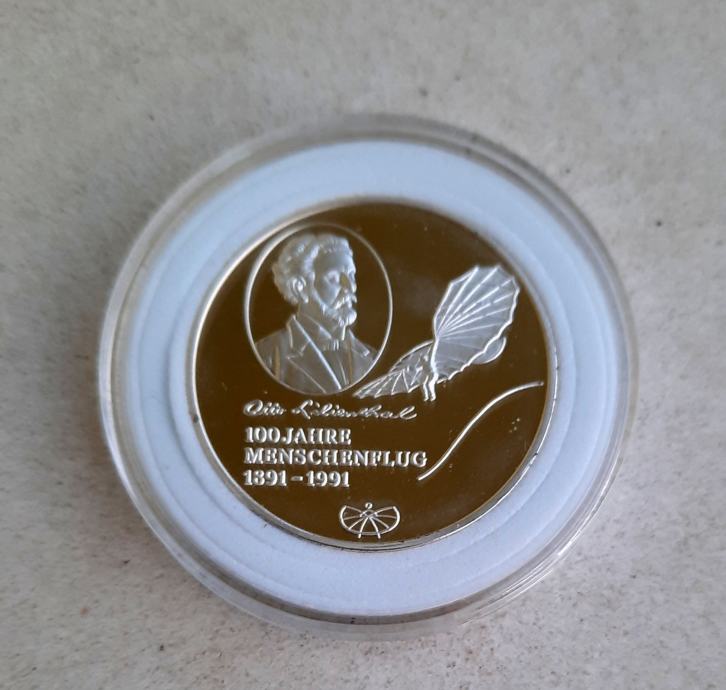 Otto Lilienthal
100 JAHRE
MENSCHENFLUG
1891-1991